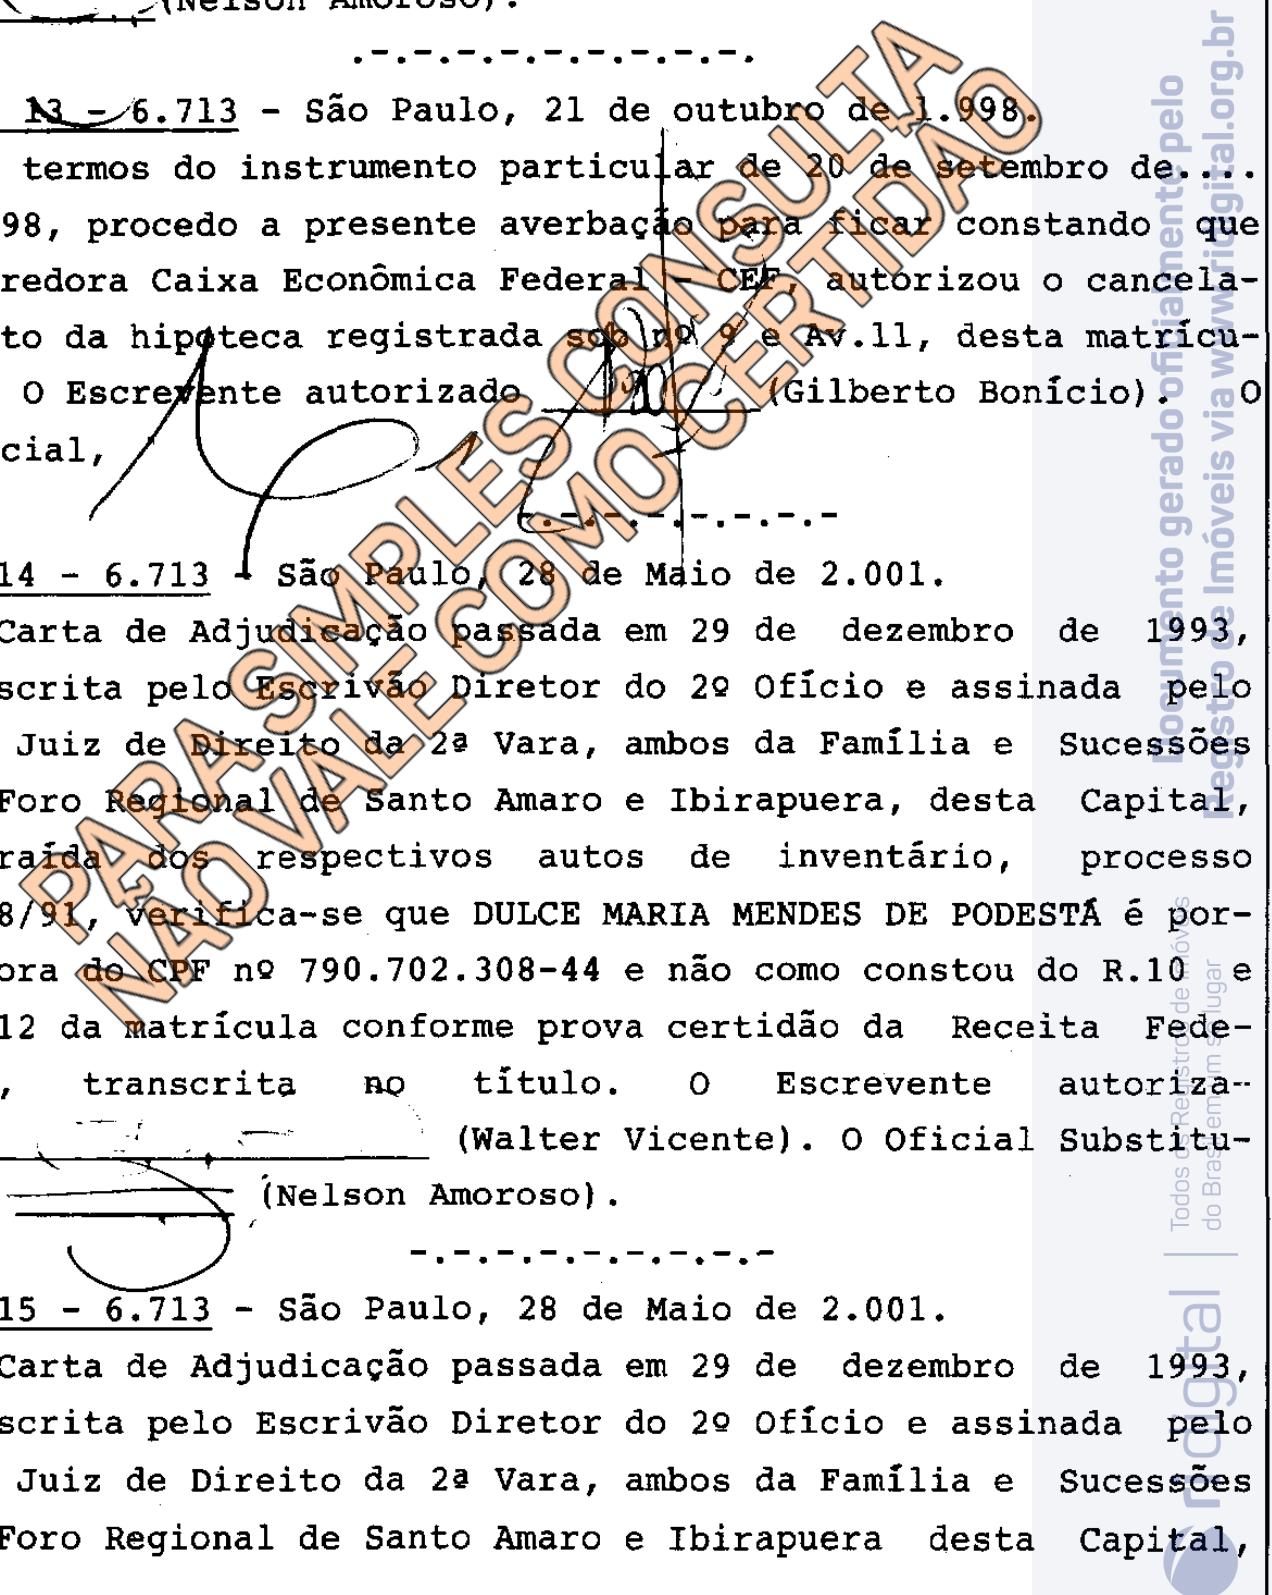 (Nelson Amoroso).
.-.-.-.-.-.-.-.-.-.
13 - 6.713 - São Paulo, 21 de outubro de 1.998.
termos do instrumento particular de 20 de setembro de....
98, procedo a presente averbação para ficar constando que
redora Caixa Econômica Federal - CEF, autorizou o cancela-
to da hipoteca registrada sob nº 9 e Av.11, desta matrícu-
O Escrevente autorizado (Gilberto Bonício). O
cial,
-.-.-.-.-.-.-.-
14 - 6.713 - São Paulo, 28 de Maio de 2.001.
Carta de Adjudicação passada em 29 de dezembro de 1993,
scrita pelo Escrivão Diretor do 2º Ofício e assinada pelo
Juiz de Direito da 2ª Vara, ambos da Família e Sucessões
Foro Regional de Santo Amaro e Ibirapuera, desta Capital,
raída dos respectivos autos de inventário, processo
8/91, verifica-se que DULCE MARIA MENDES DE PODESTÁ é por-
ora do CPF nº 790.702.308-44 e não como constou do R.10 e
12 da matrícula conforme prova certidão da Receita Fede-
, transcrita no título. O Escrevente autoriza-
(Walter Vicente). O Oficial Substitu-
(Nelson Amoroso).
-.-.-.-.-.-.-.-.-
15 - 6.713 - São Paulo, 28 de Maio de 2.001.
Carta de Adjudicação passada em 29 de dezembro de 1993,
scrita pelo Escrivão Diretor do 2º Ofício e assinada pelo
Juiz de Direito da 2ª Vara, ambos da Família e Sucessões
Foro Regional de Santo Amaro e Ibirapuera desta Capital,
PARA SIMPLES CONSULTA
NÃO VALE COMO CERTIDÃO
Documento gerado oficialmente pelo
Registro de Imóveis via www.ridigital.org.br
Todos os Registros de Imóveis
do Brasil em um só lugar
ri digital